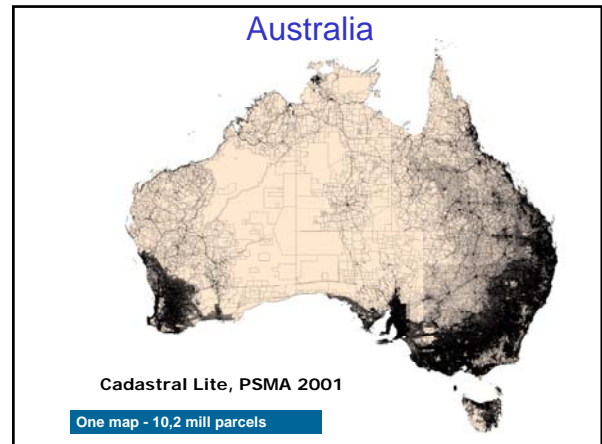 Australia
Cadastral Lite, PSMA 2001
One map - 10,2 mill parcels